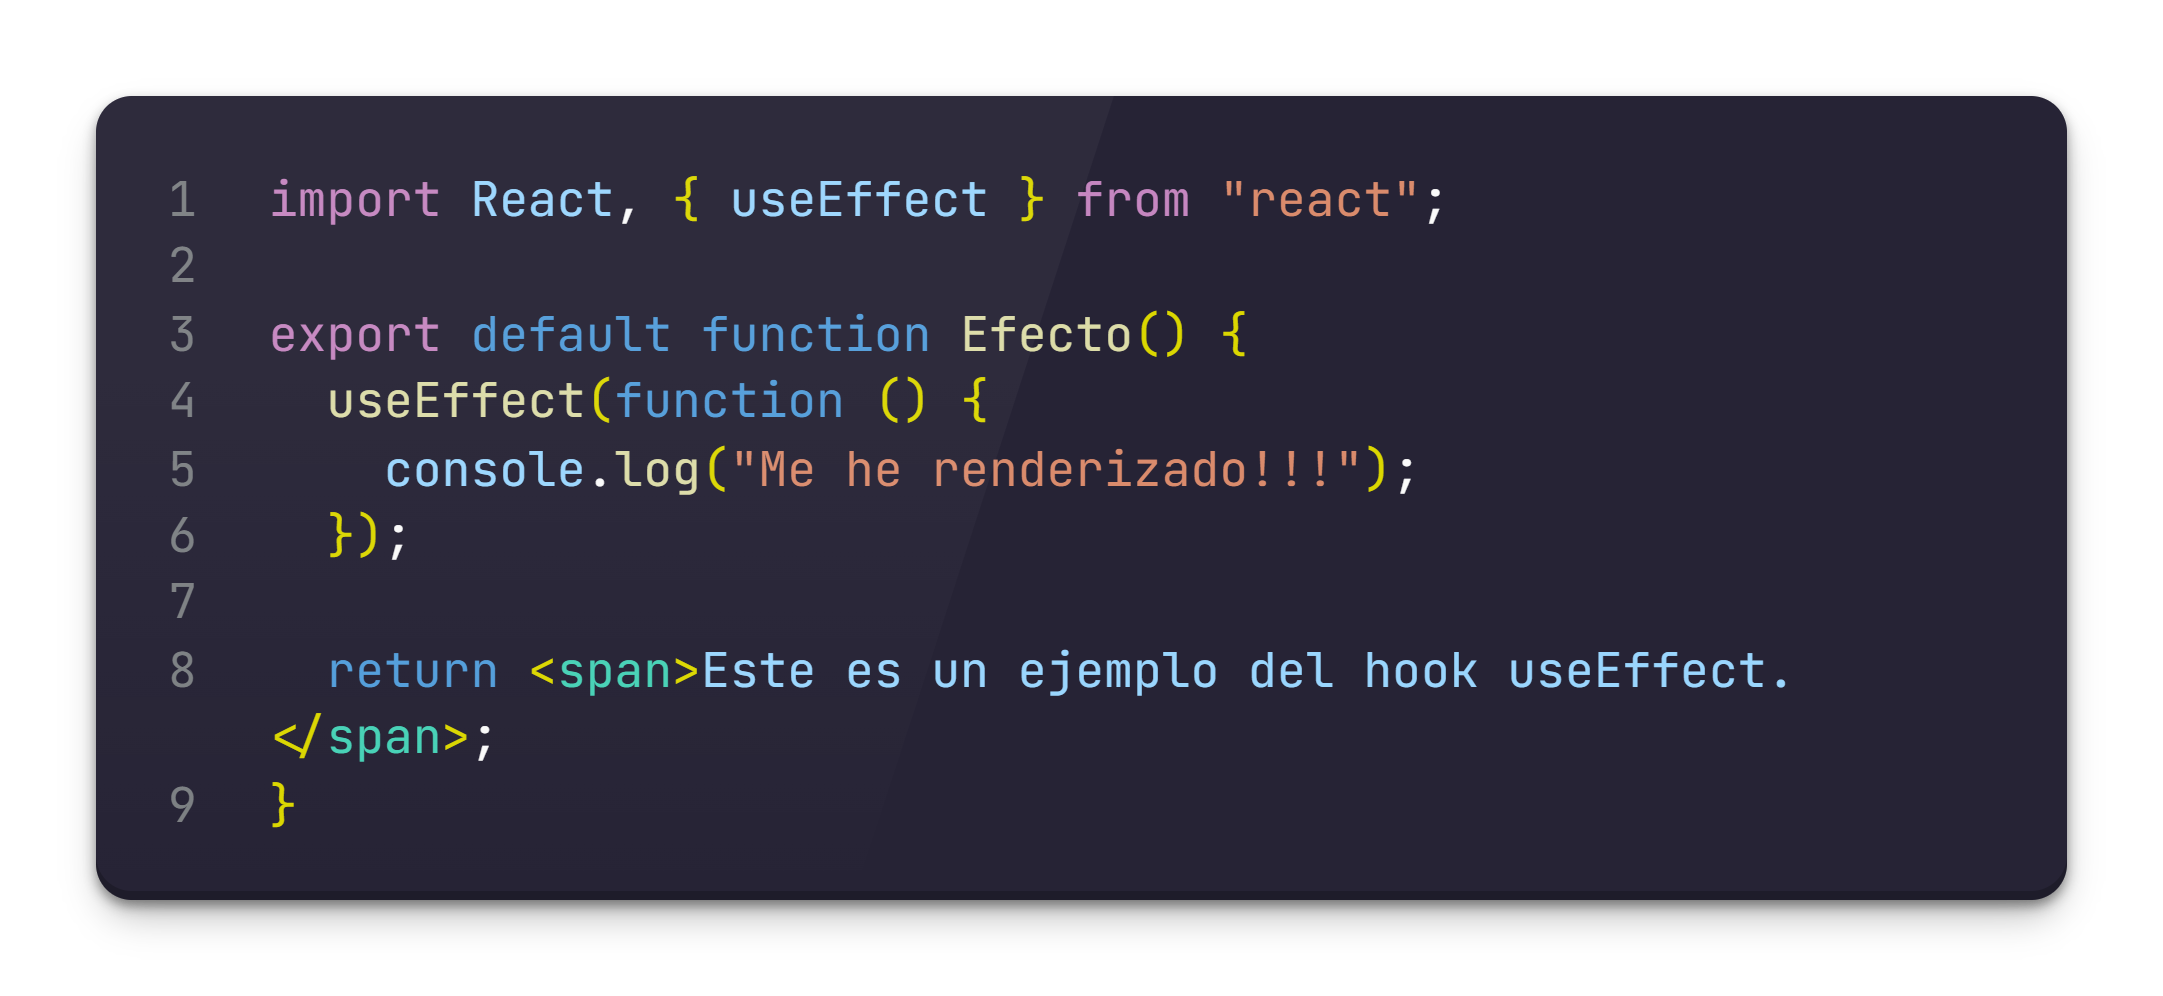 1 import React, { useEffect } from "react";
2
3 export default function Efecto() {
4   useEffect(function () {
5     console.log("Me he renderizado!!!");
6   });
7
8   return <span>Este es un ejemplo del hook useEffect.
</span>;
9 }